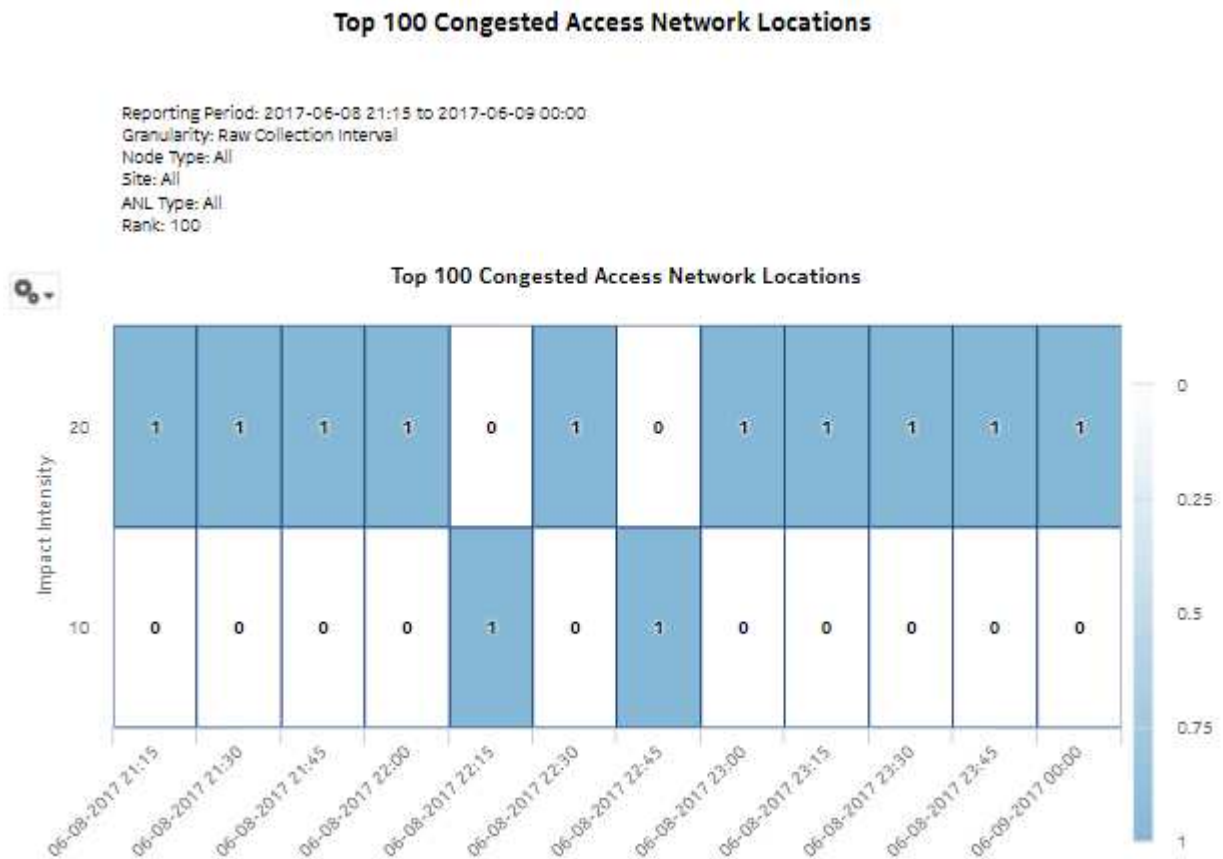 Top 100 Congested Access Network Locations
Reporting Period: 2017-06-08 21:15 to 2017-06-09 00:00
Granularity: Raw Collection Interval
Node Type: All
Site: All
ANL Type: All
Rank: 100
Top 100 Congested Access Network Locations
Impact Intensity
20 1 1 1 1 0 1 0 1 1 1 1 1
10 0 0 0 0 1 0 1 0 0 0 0 0
06-08-2017 21:15 06-08-2017 21:30 06-08-2017 21:45 06-08-2017 22:00 06-08-2017 22:15 06-08-2017 22:30 06-08-2017 22:45 06-08-2017 23:00 06-08-2017 23:15 06-08-2017 23:30 06-08-2017 23:45 06-09-2017 00:00
0
0.25
0.5
0.75
1